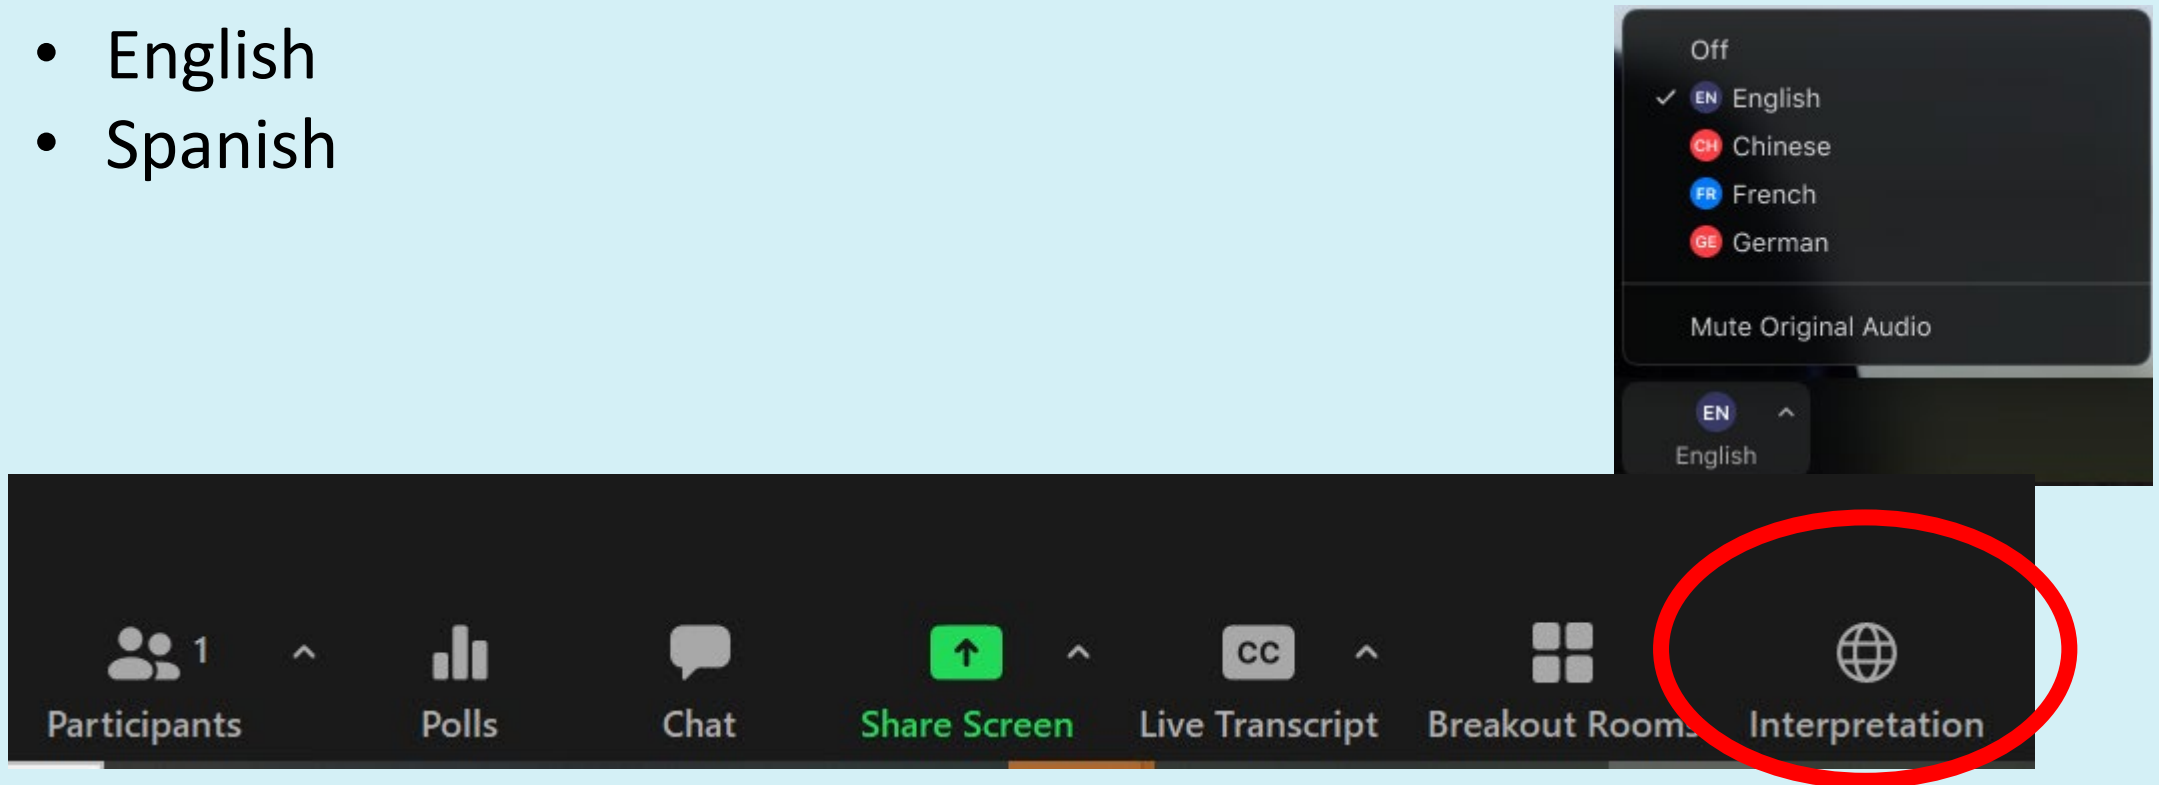 • English
• Spanish
Off
✓ EN English
CH Chinese
FR French
GE German
Mute Original Audio
EN
English
1
CC
Participants Polls Chat Share Screen Live Transcript Breakout Rooms Interpretation